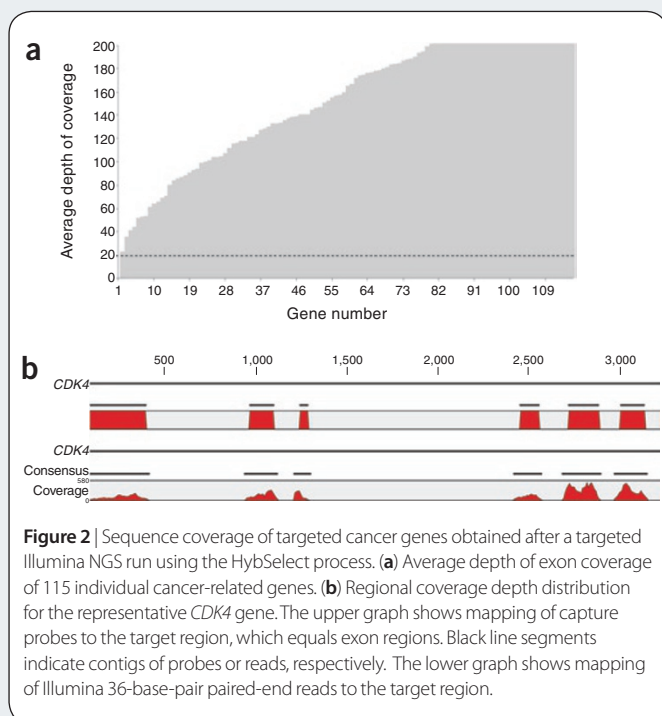 a
200
180
160
140
120
100
80
60
40
20
0
Average depth of coverage
1 10 19 28 37 46 55 64 73 82 91 100 109
Gene number
b
500 1,000 1,500 2,000 2,500 3,000
CDK4
CDK4
Consensus
580
Coverage
0
Figure 2 | Sequence coverage of targeted cancer genes obtained after a targeted
Illumina NGS run using the HybSelect process. (a) Average depth of exon coverage
of 115 individual cancer-related genes. (b) Regional coverage depth distribution
for the representative CDK4 gene. The upper graph shows mapping of capture
probes to the target region, which equals exon regions. Black line segments
indicate contigs of probes or reads, respectively. The lower graph shows mapping
of Illumina 36-base-pair paired-end reads to the target region.